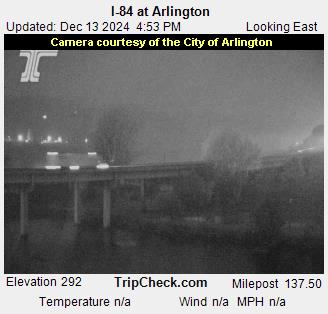 I-84 at Arlington
Updated: Dec 13 2024 4:53 PM Looking East
Camera courtesy of the City of Arlington
Elevation 292 TripCheck.com Milepost 137.50
Temperature n/a Wind n/a MPH n/a